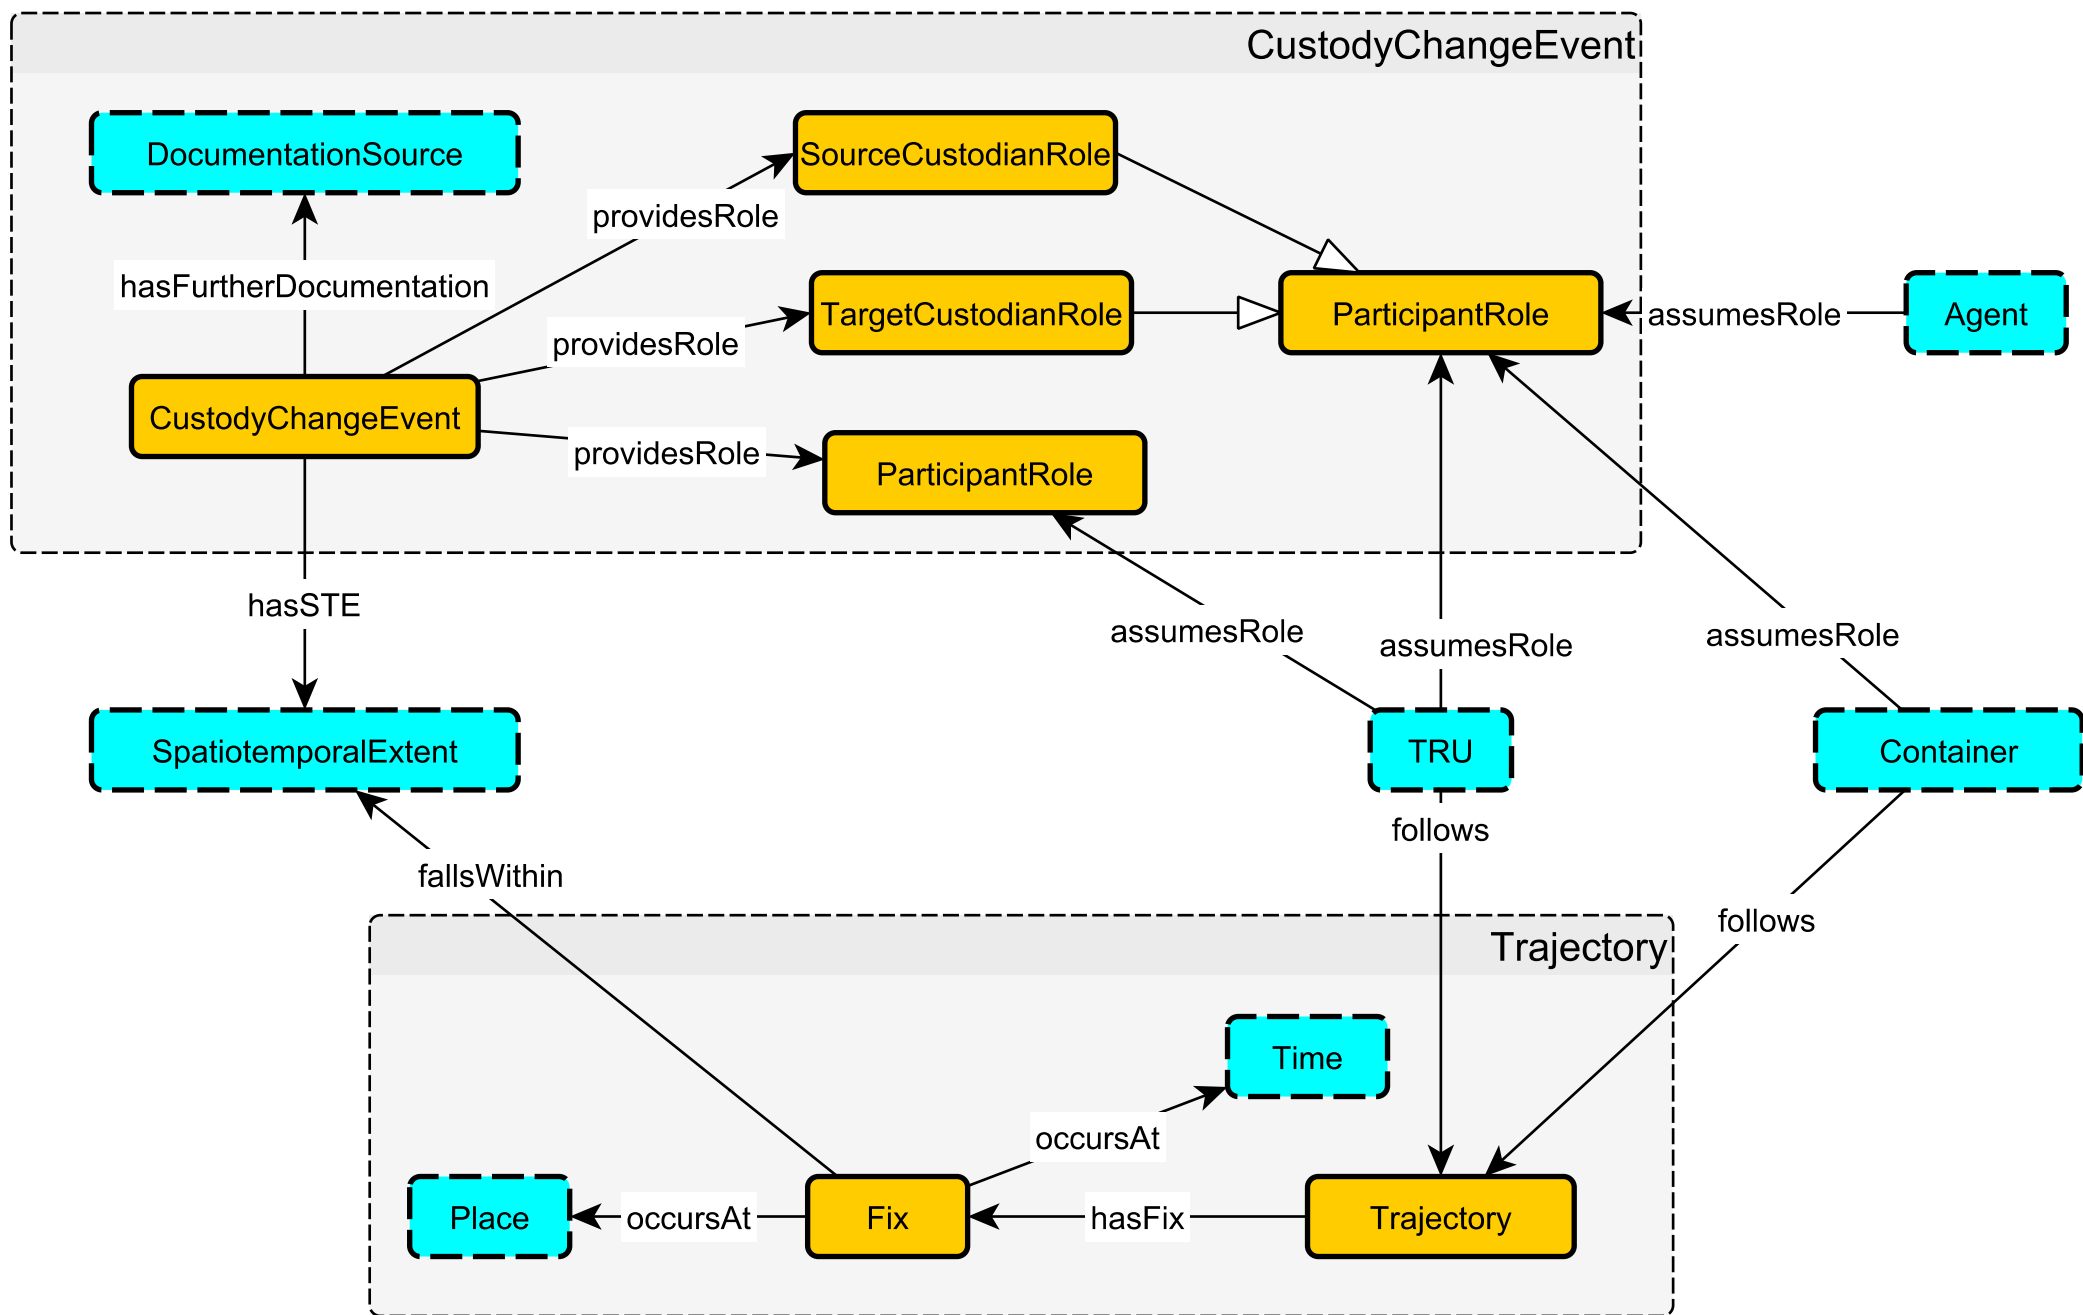 CustodyChangeEvent
DocumentationSource
SourceCustodianRole
providesRole
hasFurtherDocumentation
TargetCustodianRole
ParticipantRole
assumesRole
Agent
providesRole
CustodyChangeEvent
providesRole
ParticipantRole
hasSTE
assumesRole
assumesRole
assumesRole
SpatiotemporalExtent
TRU
Container
follows
fallsWithin
follows
Trajectory
Time
occursAt
Place
occursAt
Fix
hasFix
Trajectory